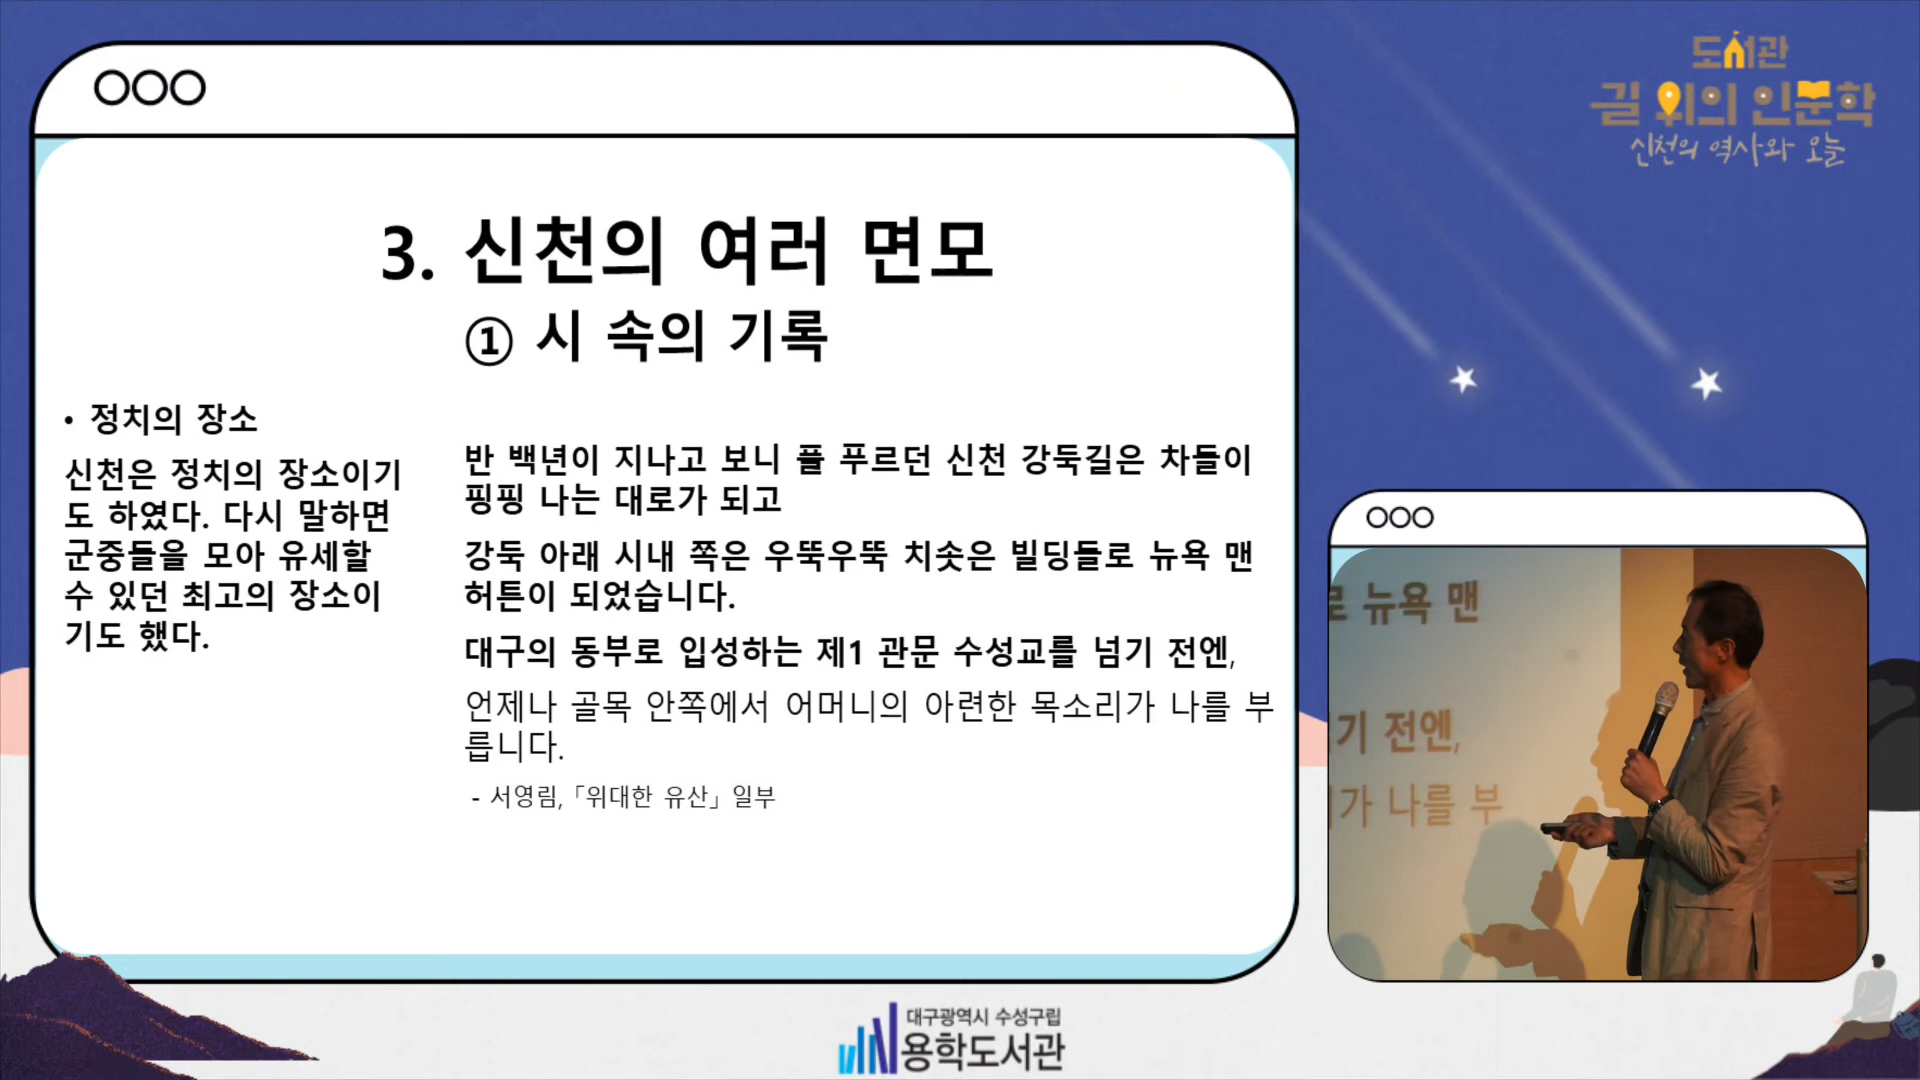 도서관
길 위의 인문학
신천의 역사와 오늘
3. 신천의 여러 면모
① 시 속의 기록
• 정치의 장소
신천은 정치의 장소이기
도 하였다. 다시 말하면
군중들을 모아 유세할
수 있던 최고의 장소이
기도 했다.
반 백년이 지나고 보니 풀 푸르던 신천 강둑길은 차들이
핑핑 나는 대로가 되고
강둑 아래 시내 쪽은 우뚝우뚝 치솟은 빌딩들로 뉴욕 맨
허튼이 되었습니다.
대구의 동부로 입성하는 제1 관문 수성교를 넘기 전엔,
언제나 골목 안쪽에서 어머니의 아련한 목소리가 나를 부
릅니다.
- 서영림, 「위대한 유산」 일부
로 뉴욕 맨
기 전엔,
가 나를 부
대구광역시 수성구립
용학도서관